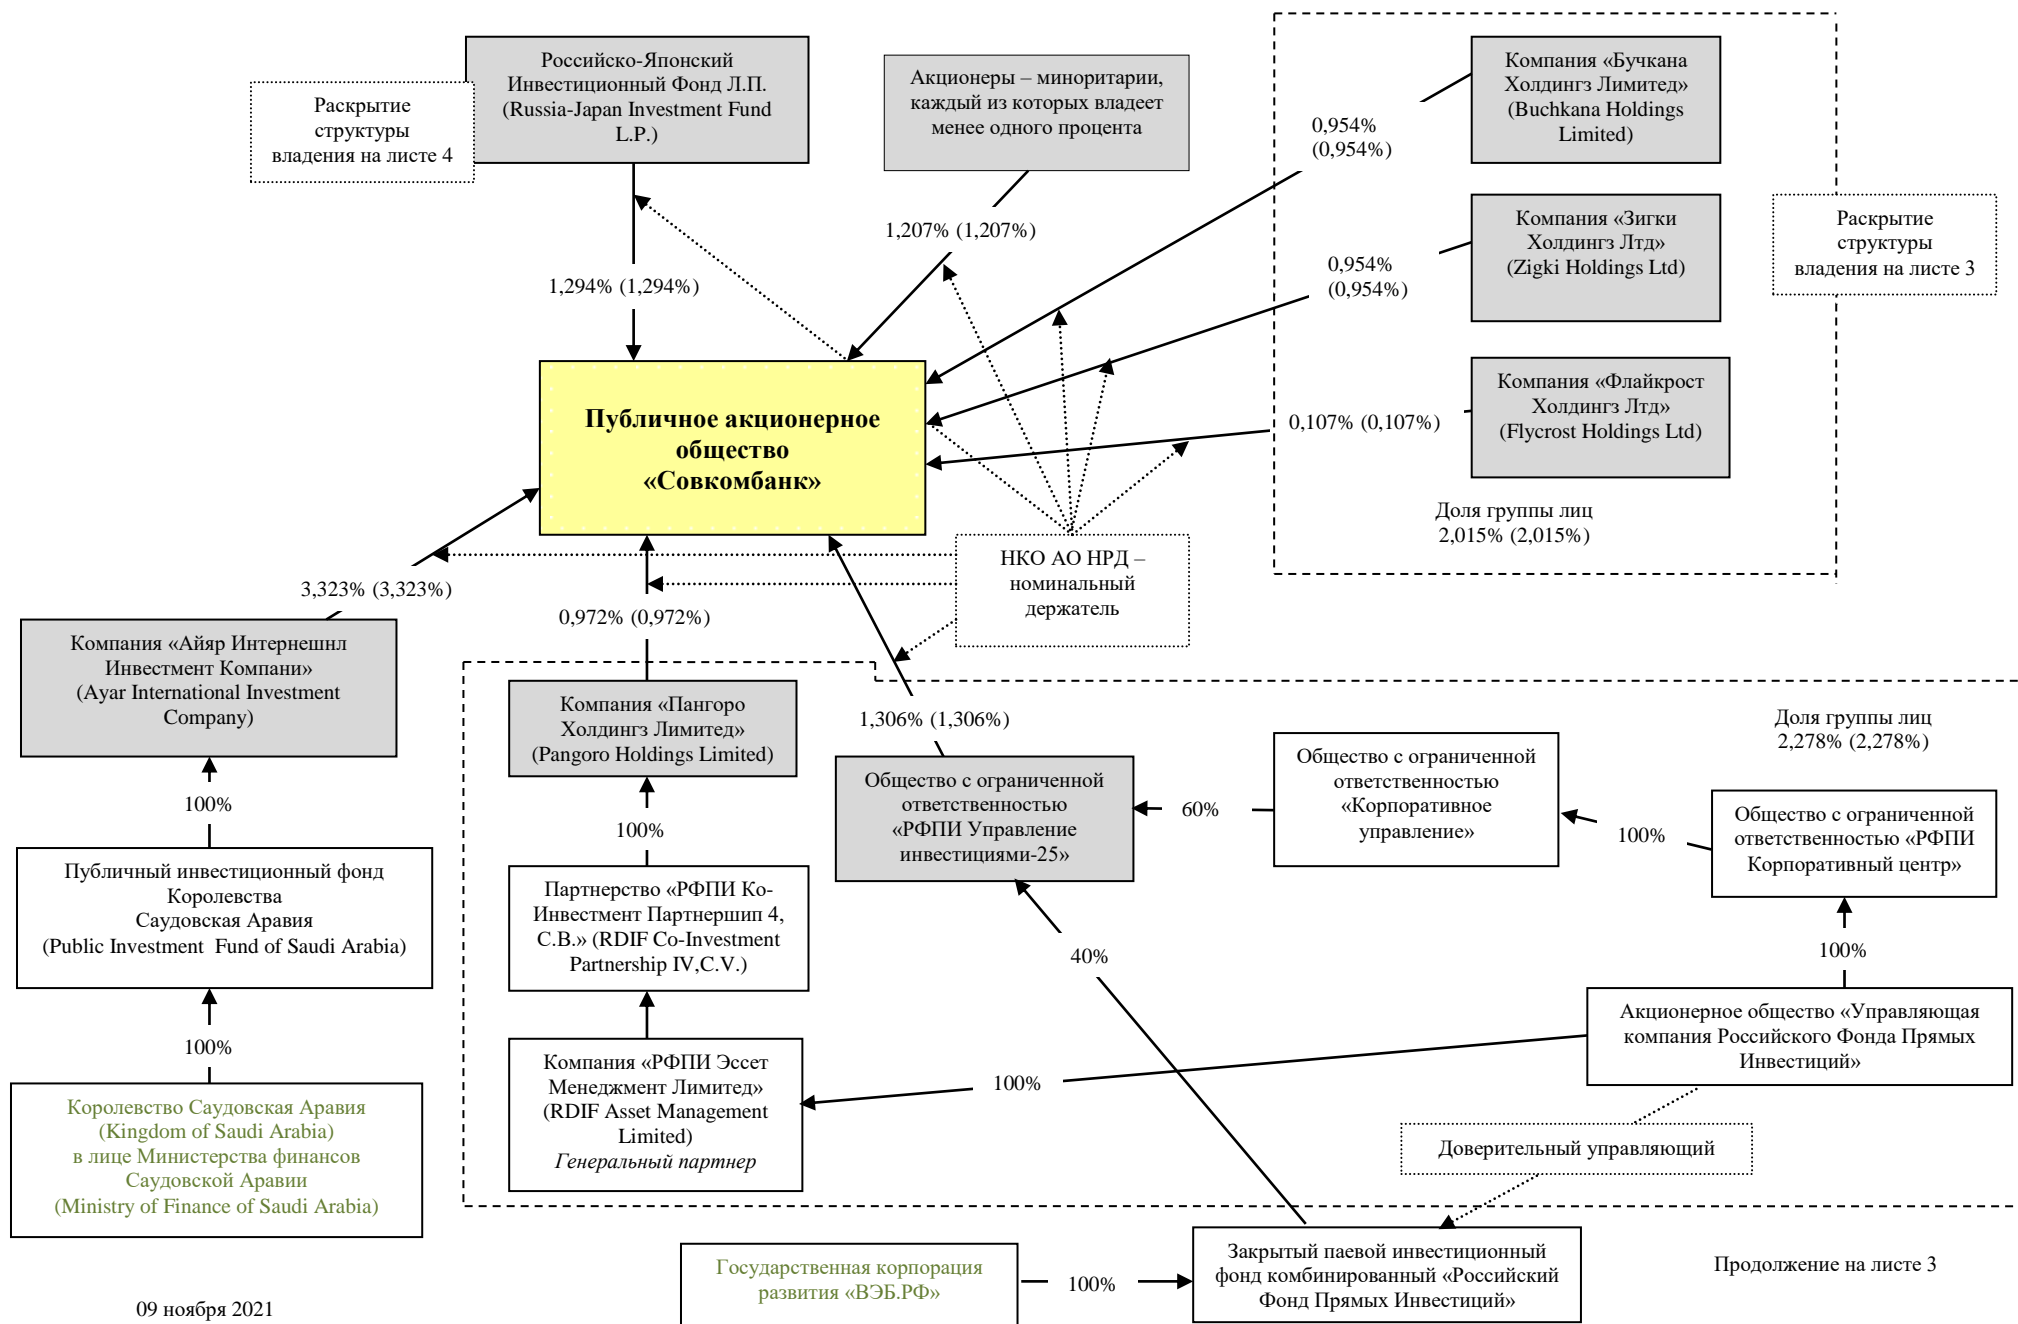 Российско-Японский
Инвестиционный Фонд Л.П.
(Russia-Japan Investment Fund
L.P.)
Раскрытие
структуры
владения на листе 4
Акционеры – миноритарии,
каждый из которых владеет
менее одного процента
Компания «Бучкана
Холдингз Лимитед»
(Buchkana Holdings
Limited)
0,954%
(0,954%)
Компания «Зигки
Холдингз Лтд»
(Zigki Holdings Ltd)
Раскрытие
структуры
владения на листе 3
1,207% (1,207%)
0,954%
(0,954%)
1,294% (1,294%)
Компания «Флайкрост
Холдингз Лтд»
(Flycrost Holdings Ltd)
0,107% (0,107%)
Публичное акционерное
общество
«Совкомбанк»
Доля группы лиц
2,015% (2,015%)
НКО АО НРД –
номинальный
держатель
3,323% (3,323%)
0,972% (0,972%)
Компания «Айяр Интернешнл
Инвестмент Компани»
(Ayar International Investment
Company)
Компания «Пангоро
Холдингз Лимитед»
(Pangoro Holdings Limited)
1,306% (1,306%)
Доля группы лиц
2,278% (2,278%)
Общество с ограниченной
ответственностью
«РФПИ Управление
инвестициями-25»
60%
Общество с ограниченной
ответственностью
«Корпоративное
управление»
100%
Общество с ограниченной
ответственностью «РФПИ
Корпоративный центр»
100%
100%
Публичный инвестиционный фонд
Королевства
Саудовская Аравия
(Public Investment  Fund of Saudi Arabia)
Партнерство «РФПИ Ко-
Инвестмент Партнершип 4,
С.В.» (RDIF Co-Investment
Partnership IV,C.V.)
40%
100%
Акционерное общество «Управляющая
компания Российского Фонда Прямых
Инвестиций»
100%
Компания «РФПИ Эссет
Менеджмент Лимитед»
(RDIF Asset Management
Limited)
Генеральный партнер
100%
Королевство Саудовская Аравия
(Kingdom of Saudi Arabia)
в лице Министерства финансов
Саудовской Аравии
(Ministry of Finance of Saudi Arabia)
Доверительный управляющий
Государственная корпорация
развития «ВЭБ.РФ»
100%
Закрытый паевой инвестиционный
фонд комбинированный «Российский
Фонд Прямых Инвестиций»
Продолжение на листе 3
09 ноября 2021